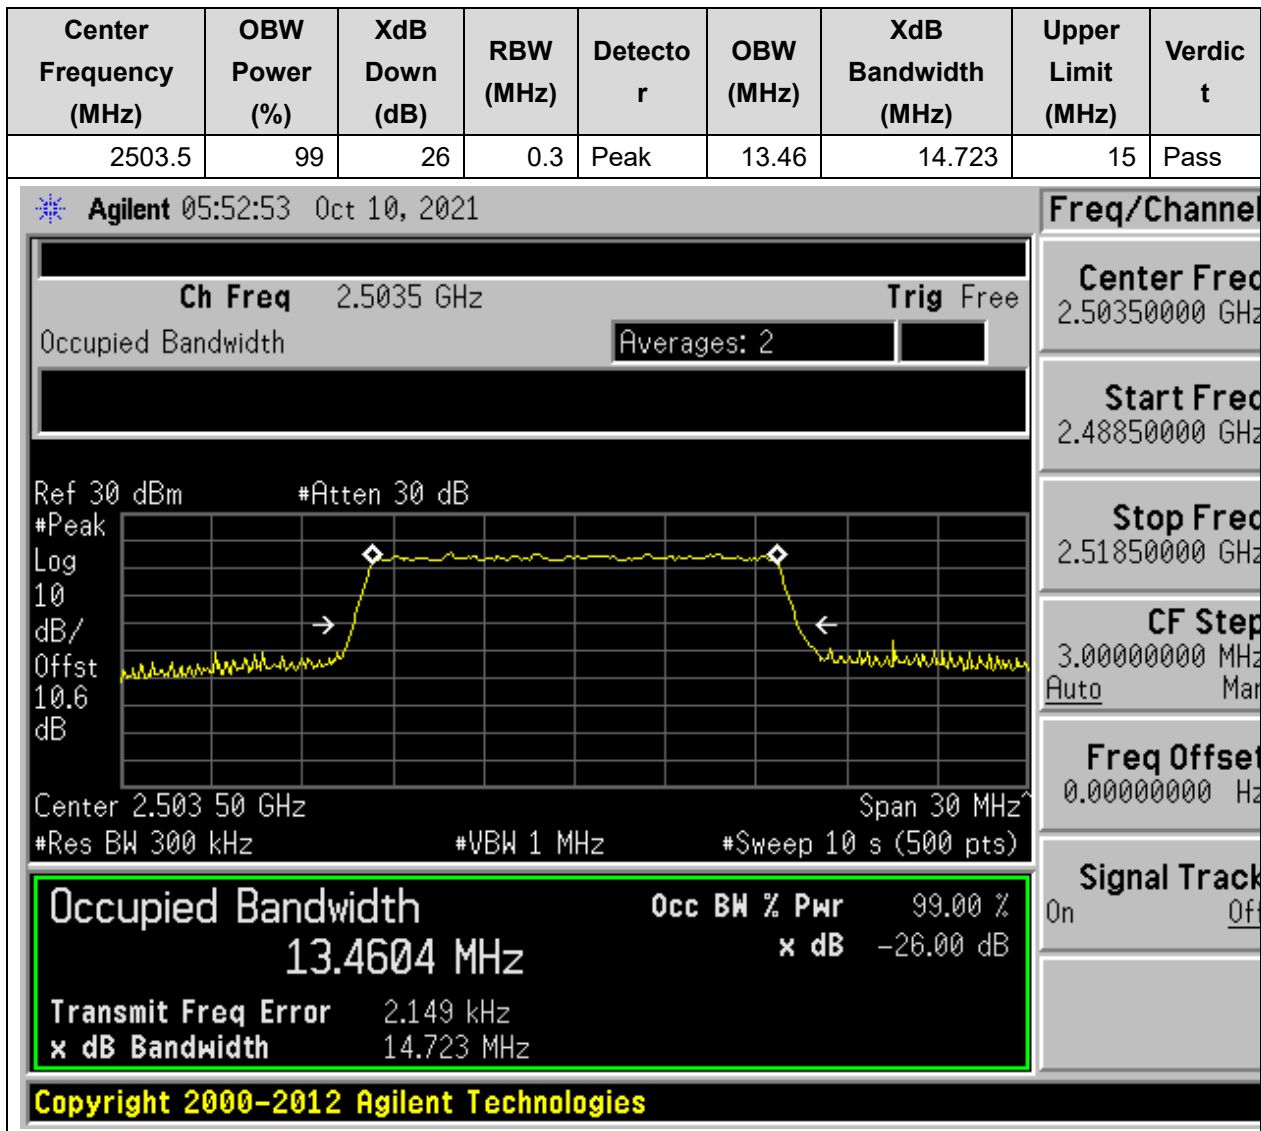 Center Frequency (MHz) OBW Power (%) XdB Down (dB) RBW (MHz) Detecto r OBW (MHz) XdB Bandwidth (MHz) Upper Limit (MHz) Verdic t
2503.5 99 26 0.3 Peak 13.46 14.723 15 Pass
Agilent 05:52:53 Oct 10, 2021
Freq/Channel
Ch Freq 2.5035 GHz Trig Free
Occupied Bandwidth Averages: 2
Center Freq
2.50350000 GHz
Start Freq
2.48850000 GHz
Stop Freq
2.51850000 GHz
CF Step
3.00000000 MHz
Auto Man
Freq Offset
0.00000000 Hz
Signal Track
On Off
Ref 30 dBm #Atten 30 dB
#Peak
Log
10
dB/
Offst
10.6
dB
Center 2.503 50 GHz Span 30 MHz^
#Res BW 300 kHz #VBW 1 MHz #Sweep 10 s (500 pts)
Occupied Bandwidth Occ BW % Pwr 99.00 %
13.4604 MHz x dB -26.00 dB
Transmit Freq Error 2.149 kHz
x dB Bandwidth 14.723 MHz
Copyright 2000-2012 Agilent Technologies